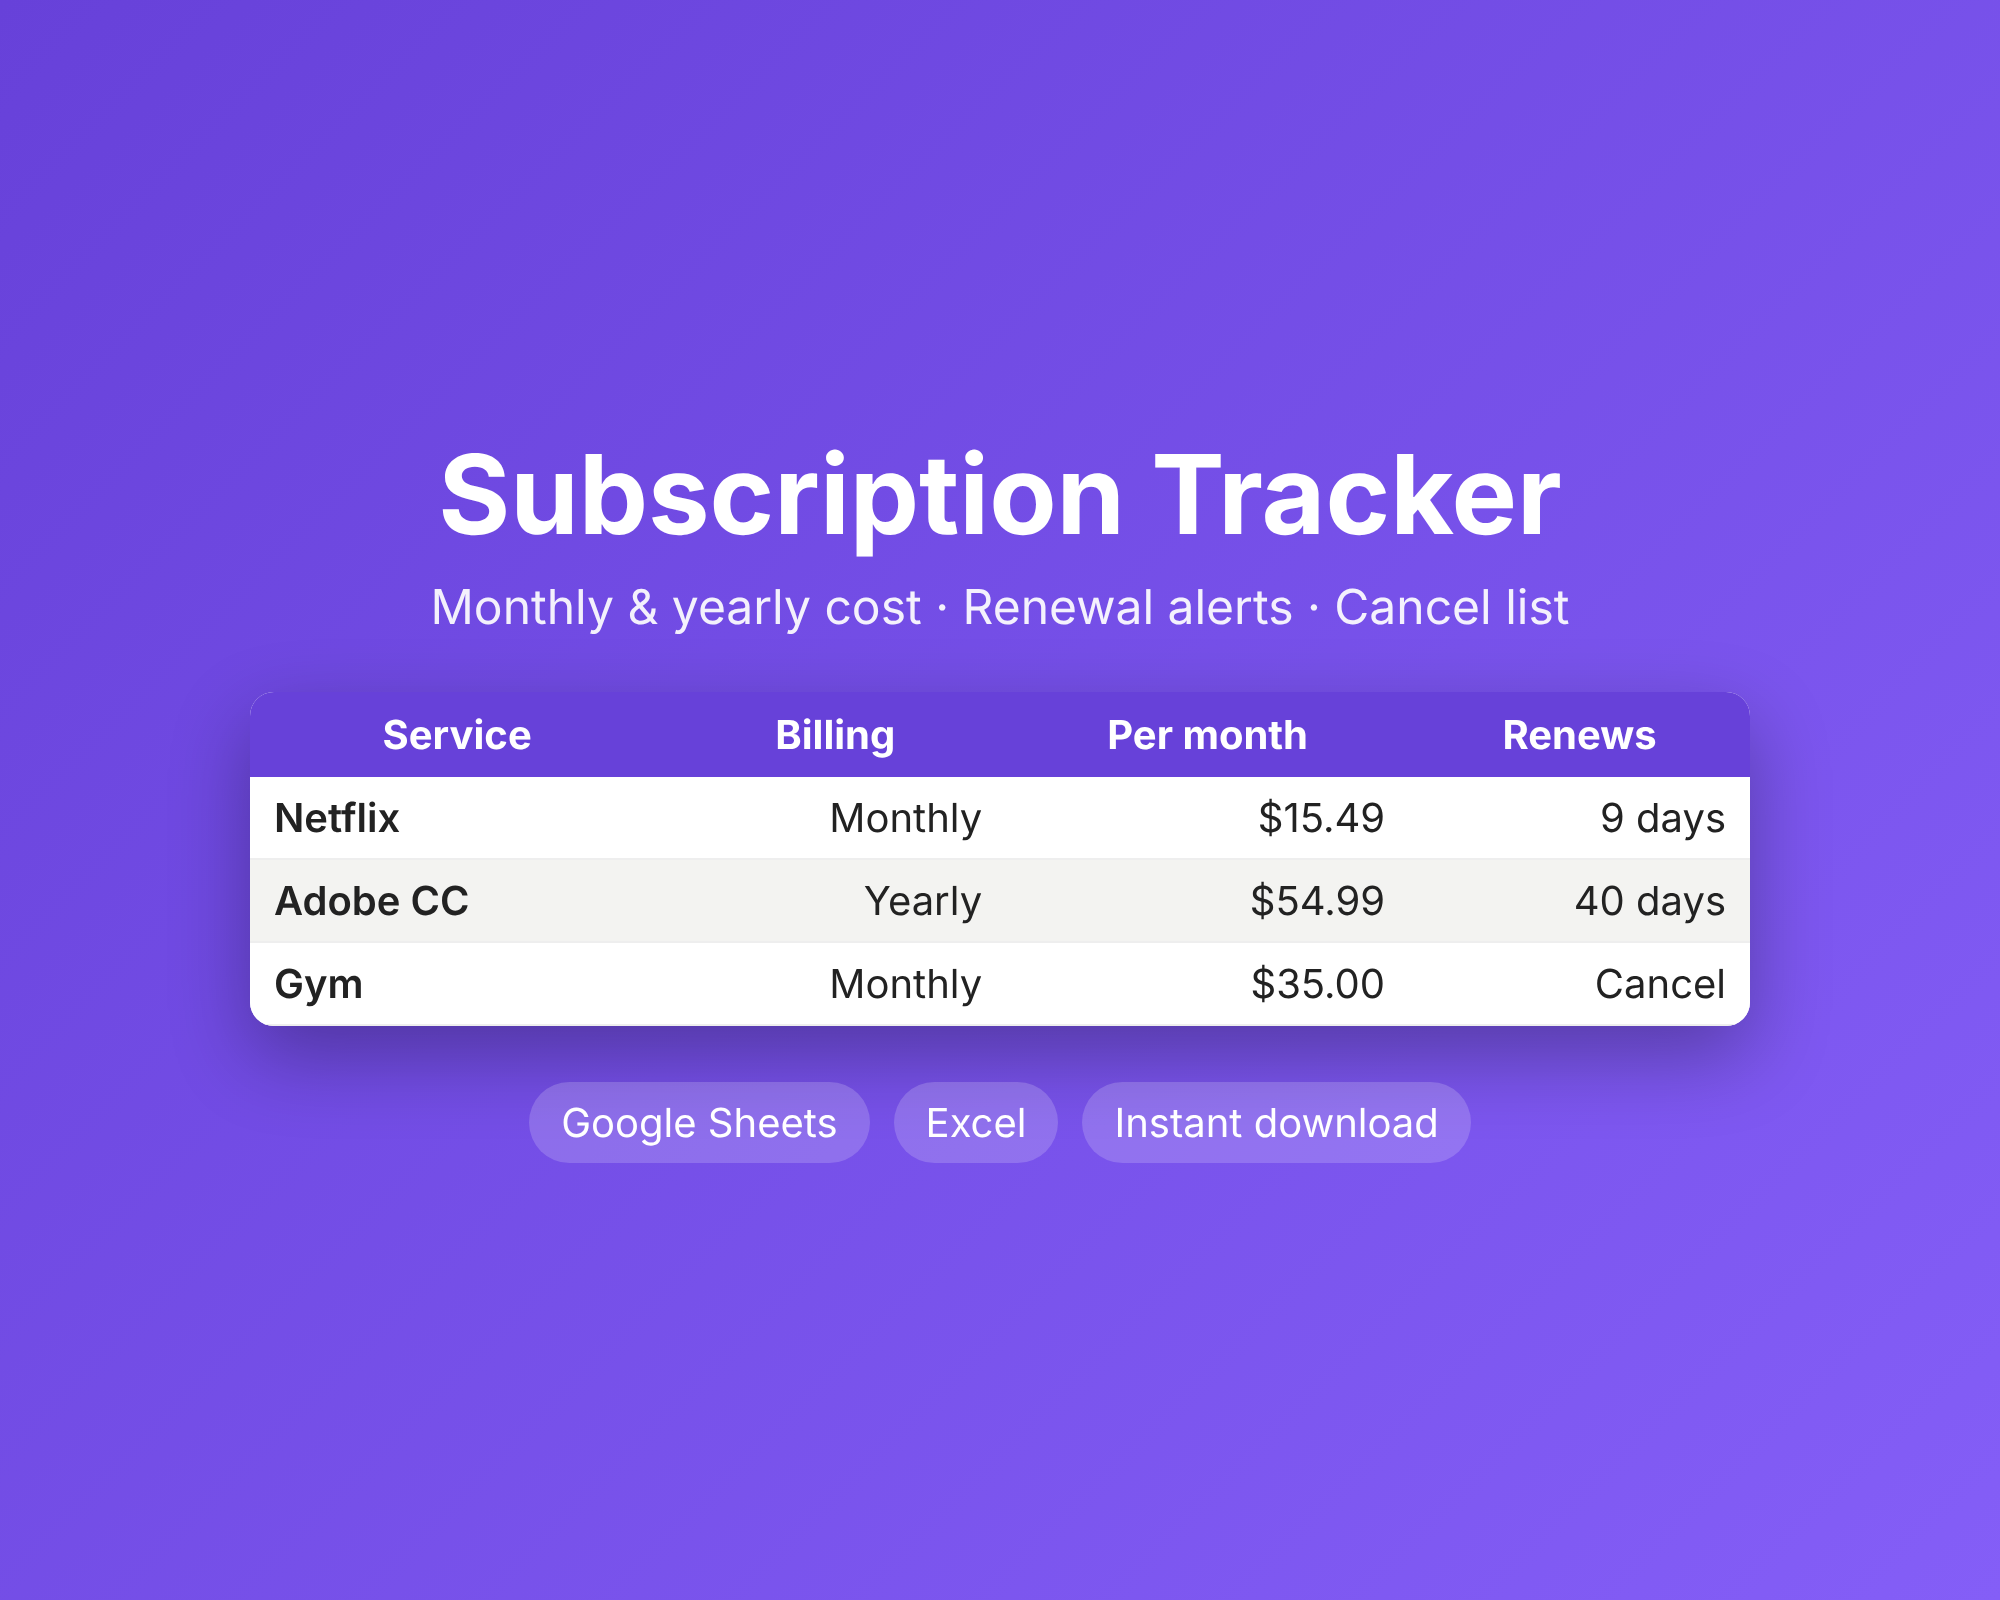 Subscription Tracker
Monthly & yearly cost · Renewal alerts · Cancel list
Service Billing Per month Renews
Netflix Monthly $15.49 9 days
Adobe CC Yearly $54.99 40 days
Gym Monthly $35.00 Cancel
Google Sheets Excel Instant download